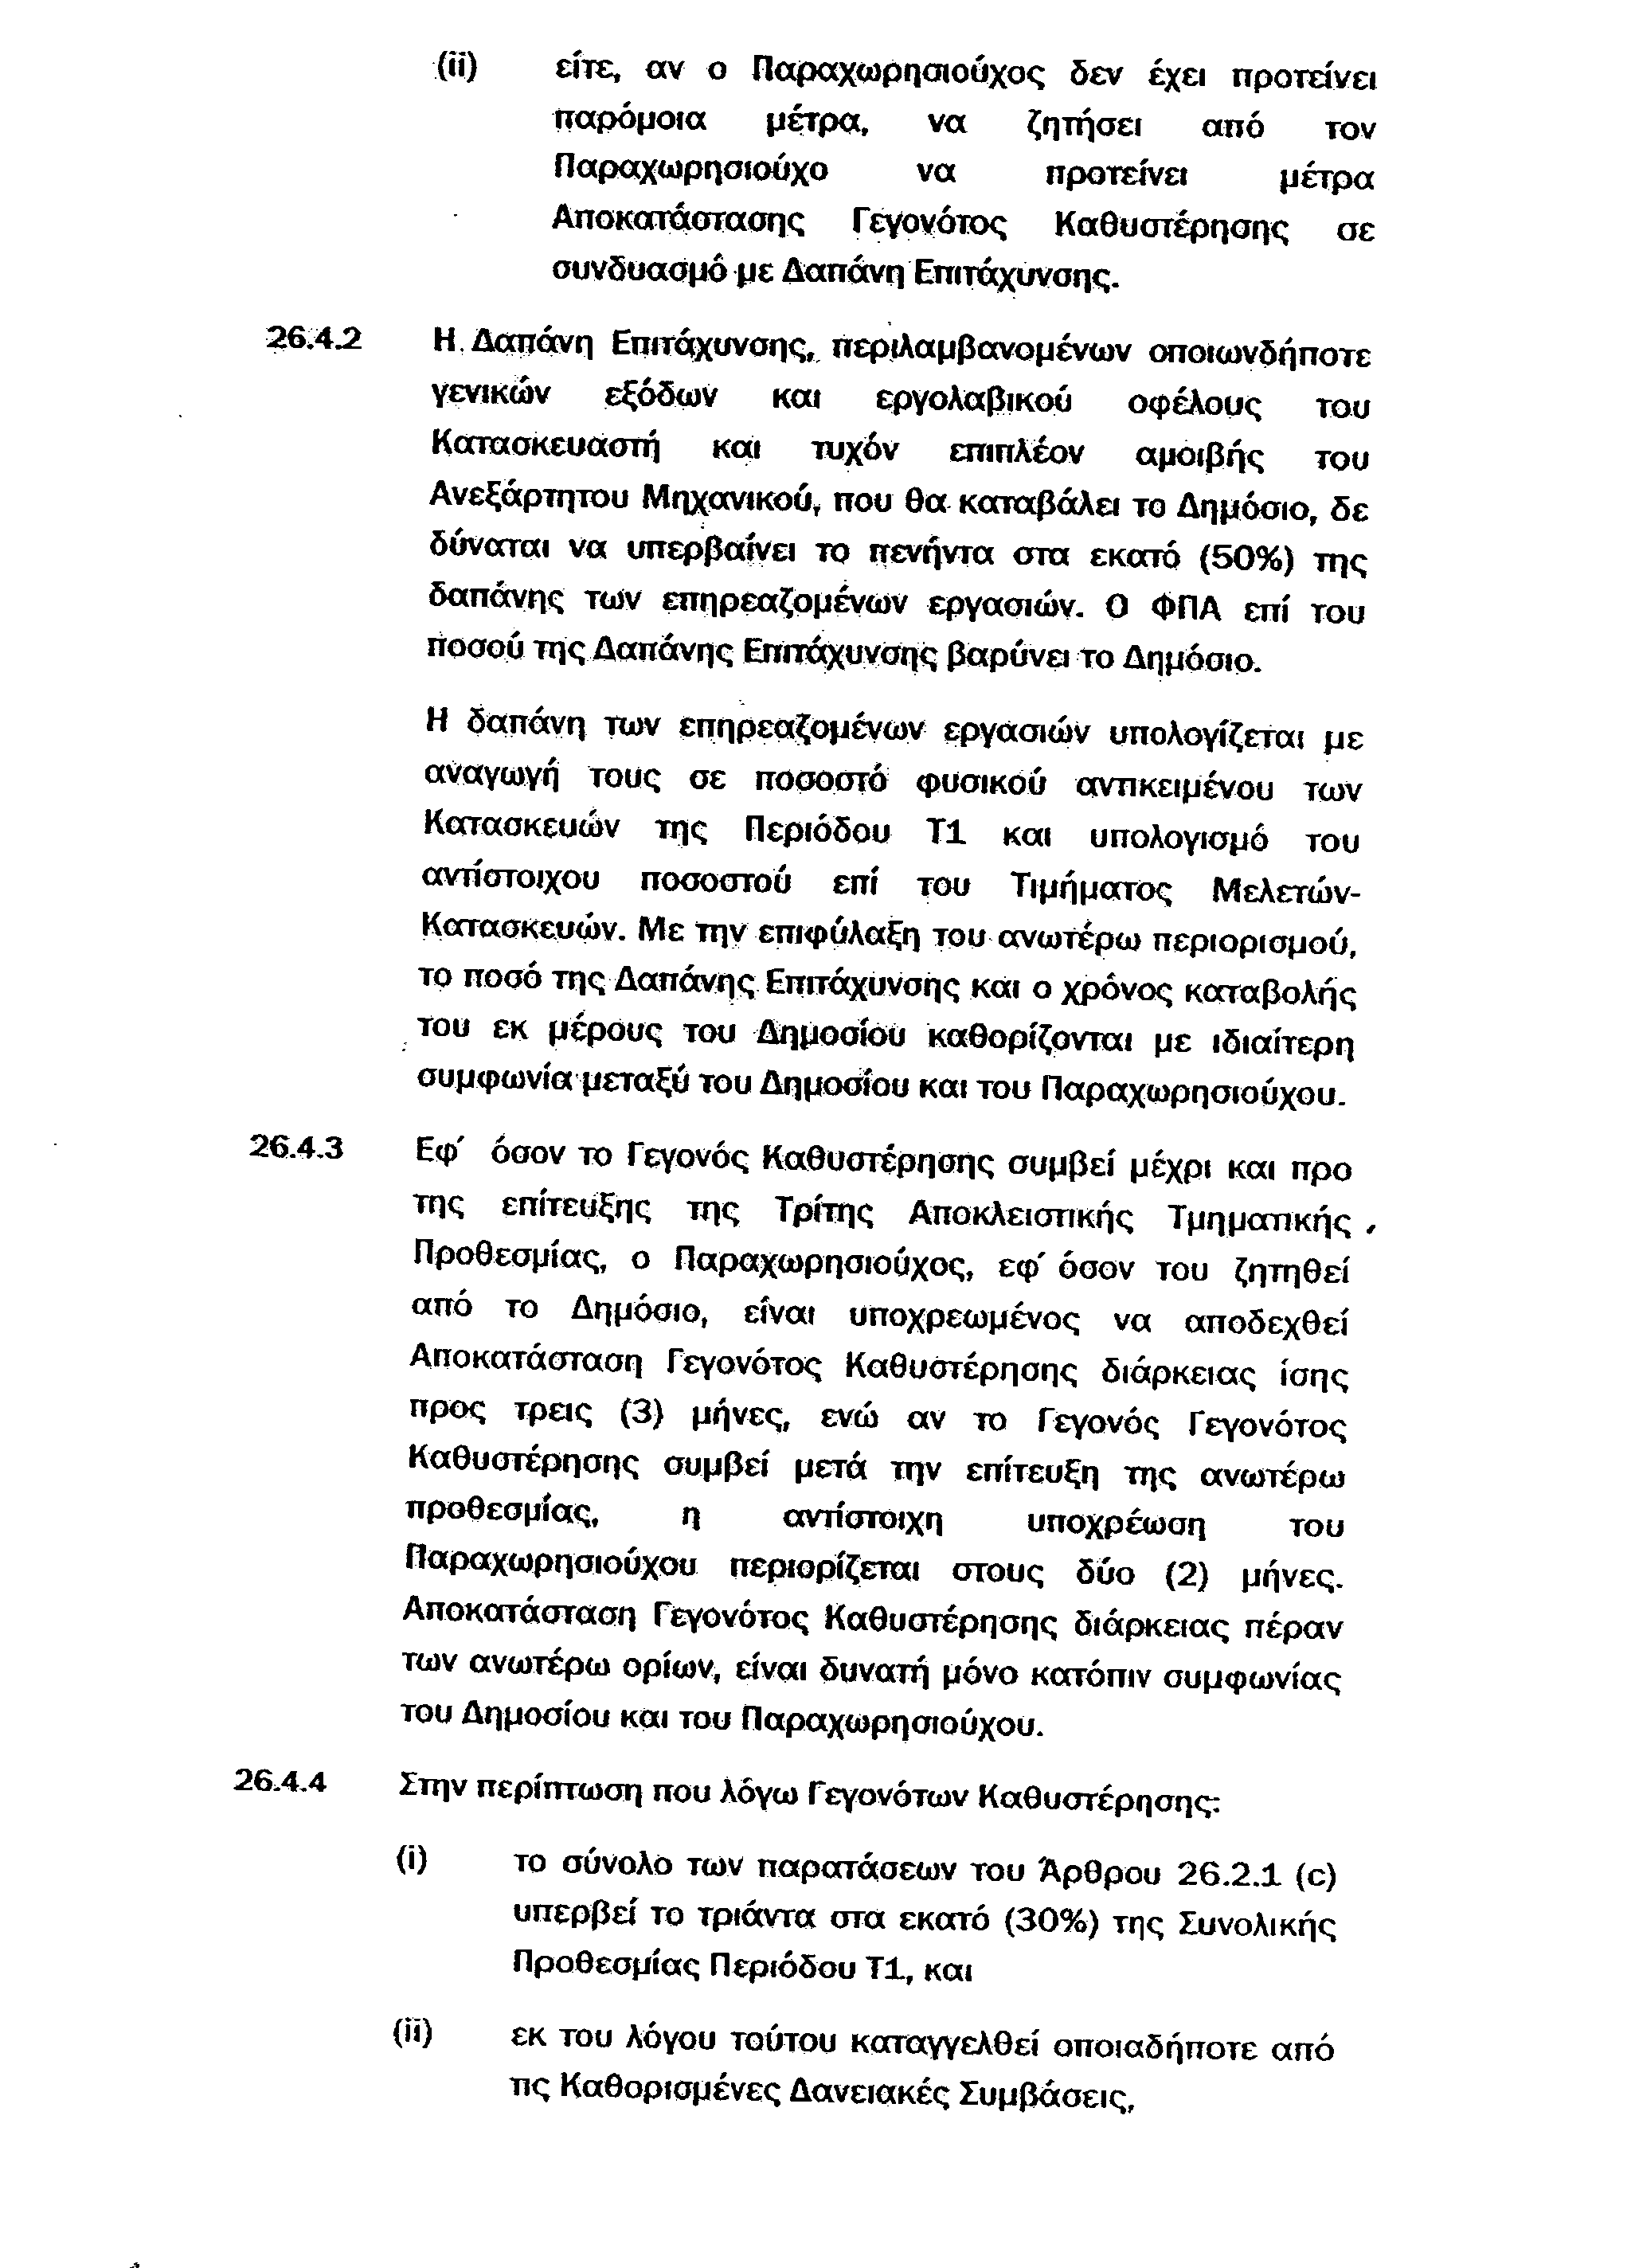 (ii) είτε, αν ο Παραχωρησιούχος δεν έχει προτείνει
παρόμοια μέτρα, να ζητήσει από τον
Παραχωρησιούχο να προτείνει μέτρα
Αποκατάστασης Γεγονότος Καθυστέρησης σε
συνδυασμό με Δαπάνη Επιτάχυνσης.
26.4.2 Η Δαπάνη Επιτάχυνσης, περιλαμβανομένων οποιωνδήποτε
γενικών εξόδων και εργολαβικού οφέλους του
Κατασκευαστή και τυχόν επιπλέον αμοιβής του
Ανεξάρτητου Μηχανικού, που θα καταβάλει το Δημόσιο, δε
δύναται να υπερβαίνει το πενήντα στα εκατό (50%) της
δαπάνης των επηρεαζομένων εργασιών. Ο ΦΠΑ επί του
ποσού της Δαπάνης Επιτάχυνσης βαρύνει το Δημόσιο.
Η δαπάνη των επηρεαζομένων εργασιών υπολογίζεται με
αναγωγή τους σε ποσοστό φυσικού αντικειμένου των
Κατασκευών της Περιόδου Τ1 και υπολογισμό του
αντίστοιχου ποσοστού επί του Τιμήματος Μελετών-
Κατασκευών. Με την επιφύλαξη του ανωτέρω περιορισμού,
το ποσό της Δαπάνης Επιτάχυνσης και ο χρόνος καταβολής
του εκ μέρους του Δημοσίου καθορίζονται με ιδιαίτερη
συμφωνία μεταξύ του Δημοσίου και του Παραχωρησιούχου.
26.4.3 Εφ΄ όσον το Γεγονός Καθυστέρησης συμβεί μέχρι και προ
της επίτευξης της Τρίτης Αποκλειστικής Τμηματικής
Προθεσμίας, ο Παραχωρησιούχος, εφ΄ όσον του ζητηθεί
από το Δημόσιο, είναι υποχρεωμένος να αποδεχθεί
Αποκατάσταση Γεγονότος Καθυστέρησης διάρκειας ίσης
προς τρεις (3) μήνες, ενώ αν το Γεγονός Γεγονότος
Καθυστέρησης συμβεί μετά την επίτευξη της ανωτέρω
προθεσμίας, η αντίστοιχη υποχρέωση του
Παραχωρησιούχου περιορίζεται στους δύο (2) μήνες.
Αποκατάσταση Γεγονότος Καθυστέρησης διάρκειας πέραν
των ανωτέρω ορίων, είναι δυνατή μόνο κατόπιν συμφωνίας
του Δημοσίου και του Παραχωρησιούχου.
26.4.4 Στην περίπτωση που λόγω Γεγονότων Καθυστέρησης:
(i) το σύνολο των παρατάσεων του Άρθρου 26.2.1 (c)
υπερβεί το τριάντα στα εκατό (30%) της Συνολικής
Προθεσμίας Περιόδου Τ1, και
(ii) εκ του λόγου τούτου καταγγελθεί οποιαδήποτε από
τις Καθορισμένες Δανειακές Συμβάσεις,